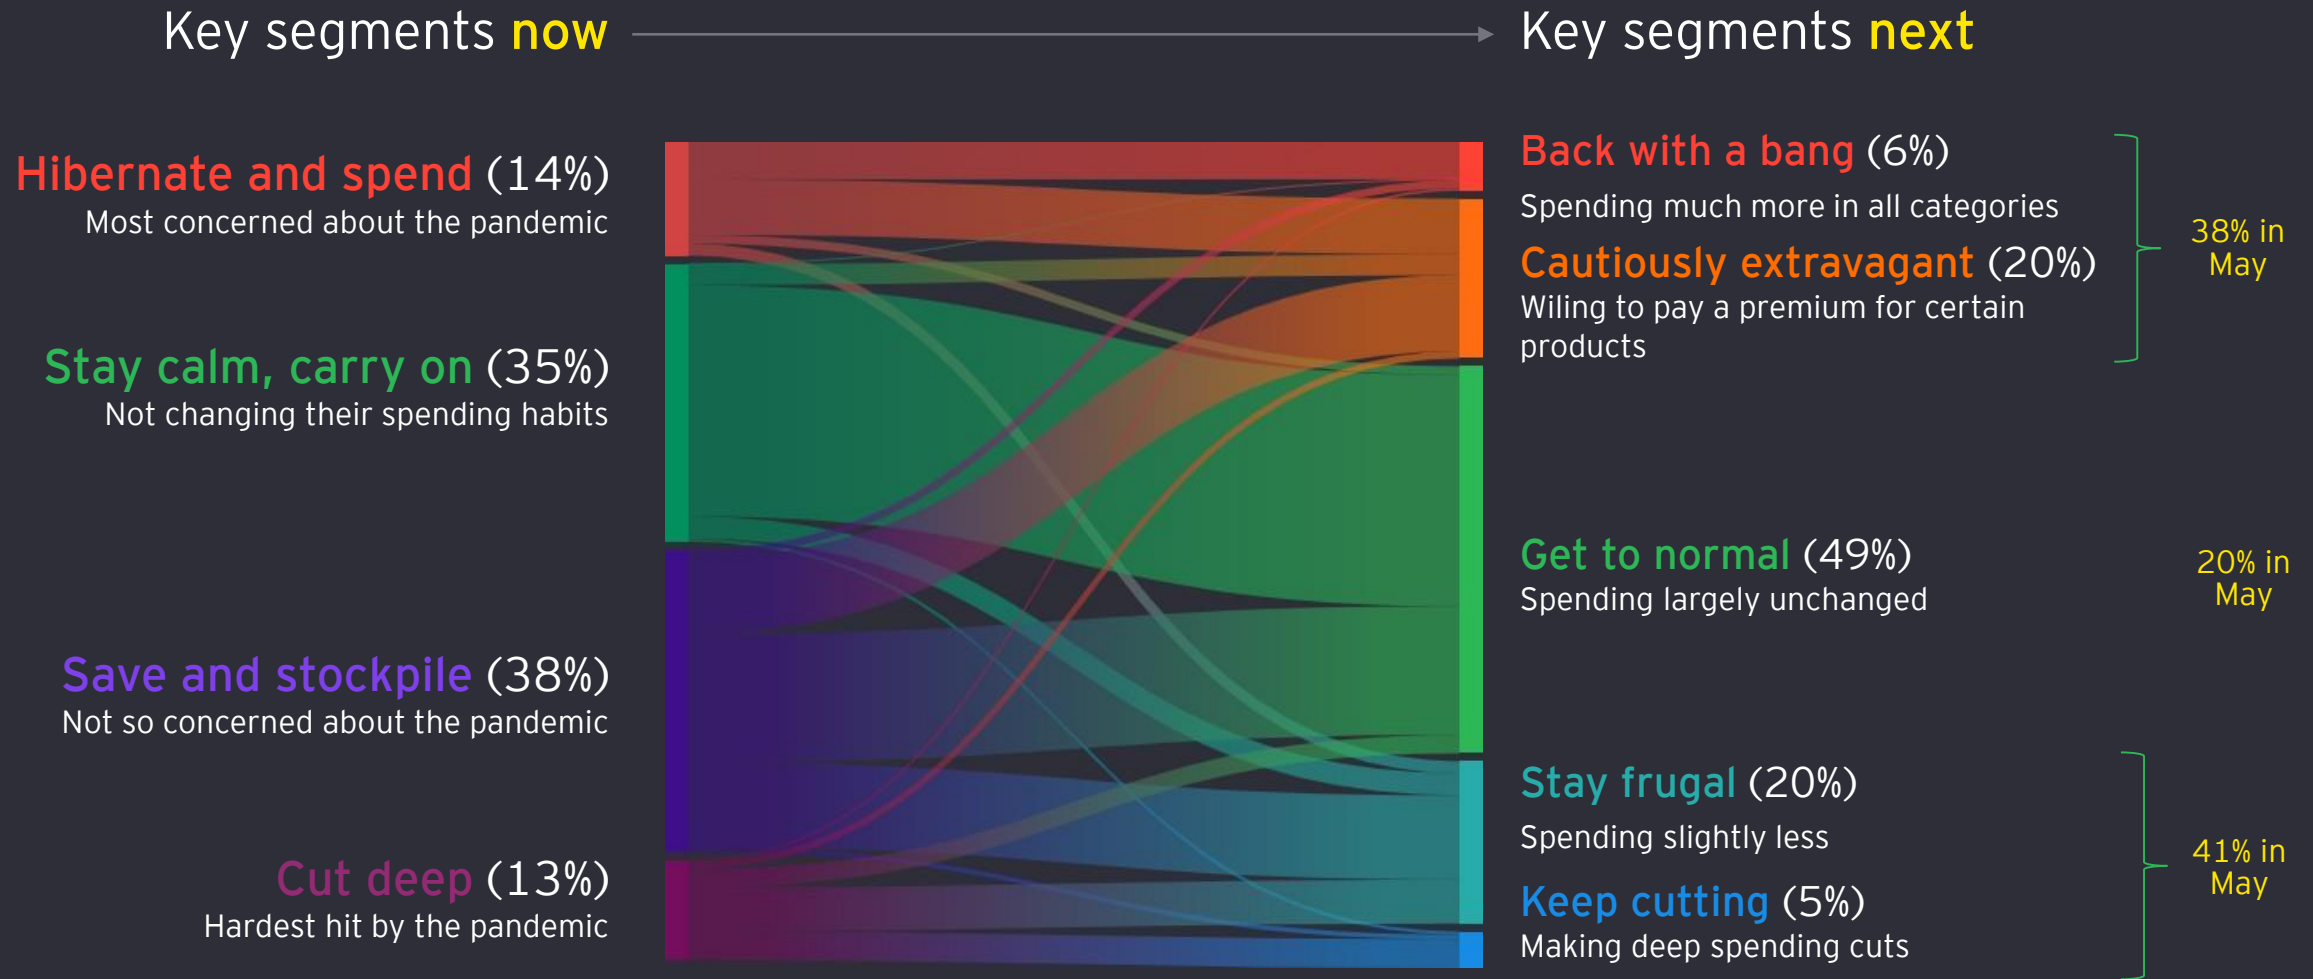 Key segments now
Key segments next
Hibernate and spend (14%)
Most concerned about the pandemic
Stay calm, carry on (35%)
Not changing their spending habits
Save and stockpile (38%)
Not so concerned about the pandemic
Cut deep (13%)
Hardest hit by the pandemic
Back with a bang (6%)
Spending much more in all categories
Cautiously extravagant (20%)
Wiling to pay a premium for certain
products
38% in
May
Get to normal (49%)
Spending largely unchanged
20% in
May
Stay frugal (20%)
Spending slightly less
Keep cutting (5%)
Making deep spending cuts
41% in
May